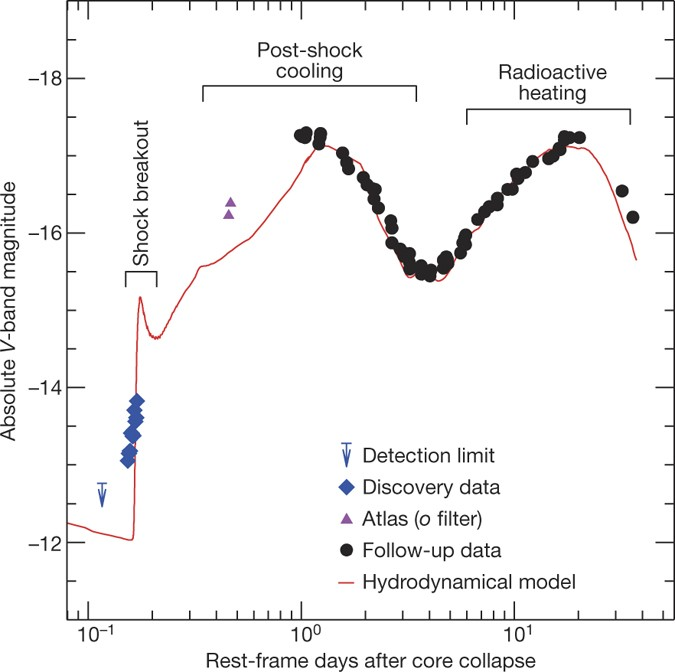 Post-shock
cooling
Radioactive
heating
Shock breakout
Absolute V-band magnitude
−18
−16
−14
−12
Detection limit
Discovery data
Atlas (o filter)
Follow-up data
Hydrodynamical model
10⁻¹
10⁰
10¹
Rest-frame days after core collapse